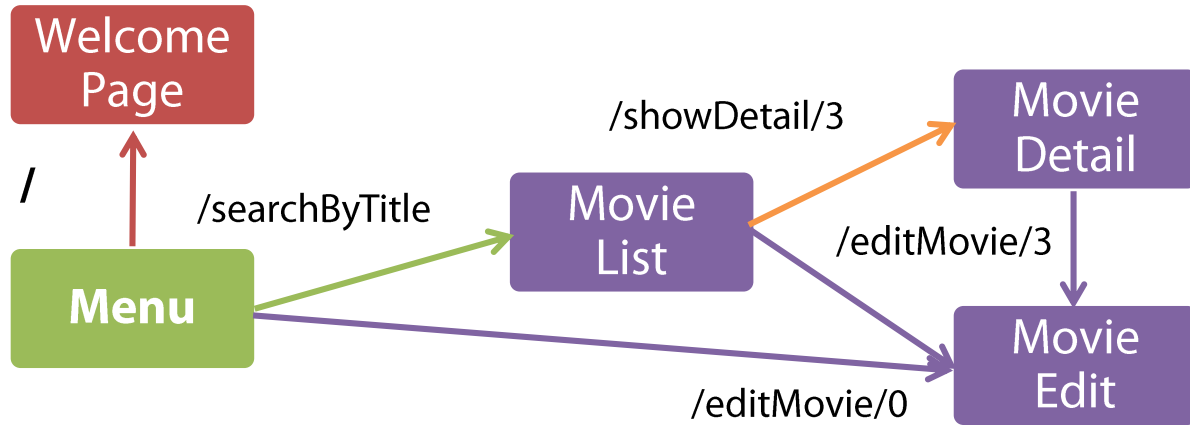 Welcome
Page
/
Menu
/searchByTitle
Movie
List
/showDetail/3
Movie
Detail
/editMovie/3
Movie
Edit
/editMovie/0